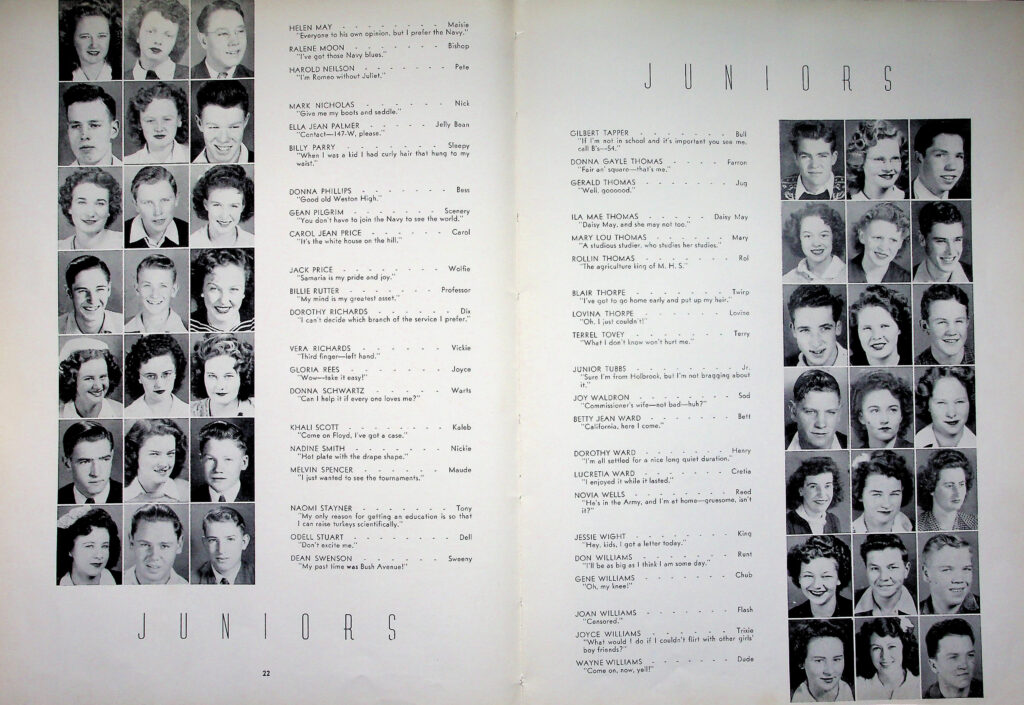 HELEN MAY - - - - - - - Maisie
"Everyone to his own opinion, but I prefer the Navy."
RALENE MOON - - - - - - - Bishop
"I've got those Navy blues."
HAROLD NEILSON - - - - - - - Pete
"I'm Romeo without Juliet."
MARK NICHOLAS - - - - - - Nick
"Give me my boots and saddle."
ELLA JEAN PALMER - - - - - Jelly Bean
"Contact—147-W, please."
BILLY PARRY - - - - - - - Sleepy
"When I was a kid I had curly hair that hung to my
waist."
DONNA PHILLIPS - - - - - - - Bess
"Good old Weston High."
GEAN PILGRIM - - - - - - - Scenery
"You don't have to join the Navy to see the world."
CAROL JEAN PRICE - - - - - - Carol
"It's the white house on the hill."
JACK PRICE - - - - - - - Wolfie
"Samaria is my pride and joy."
BILLIE RUTTER - - - - - - - Professor
"My mind is my greatest asset."
DOROTHY RICHARDS - - - - - - Dix
"I can't decide which branch of the service I prefer."
VERA RICHARDS - - - - - - - Vickie
"Third finger—left hand."
GLORIA REES - - - - - - - Joyce
"Wow—take it easy!"
DONNA SCHWARTZ - - - - - - Warts
"Can I help it if every one loves me?"
KHALI SCOTT - - - - - - - Kaleb
"Come on Floyd, I've got a case."
NADINE SMITH - - - - - - - Nickie
"Hot plate with the drape shape."
MELVIN SPENCER - - - - - - Maude
"I just wanted to see the tournaments."
NAOMI STAYNER - - - - - - - Tony
"My only reason for getting an education is so that
I can raise turkeys scientifically."
ODELL STUART - - - - - - - Dell
"Don't excite me."
DEAN SWENSON - - - - - - - Sweeny
"My past time was Bush Avenue!"
JUNIORS
22
JUNIORS
GILBERT TAPPER - - - - - - - Bull
"If I'm not in school and it's important you see me,
call B's—54."
DONNA GAYLE THOMAS - - - - - Farron
"Fair an' square—that's me."
GERALD THOMAS - - - - - - - Jug
"Well, goooood."
ILA MAE THOMAS - - - - - Daisy May
"Daisy May, and she may not too."
MARY LOU THOMAS - - - - - - Mary
"A studious studier, who studies her studies."
ROLLIN THOMAS - - - - - - - Rol
"The agriculture king of M. H. S."
BLAIR THORPE - - - - - - - Twirp
"I've got to go home early and put up my hair."
LOVINA THORPE - - - - - - - Lovina
"Oh, I just couldn't!"
TERREL TOVEY - - - - - - - Terry
"What I don't know won't hurt me."
JUNIOR TUBBS - - - - - - - Jr.
"Sure I'm from Holbrook, but I'm not bragging about
it."
JOY WALDRON - - - - - - - Sad
"Commissioner's wife—not bad—huh?"
BETTY JEAN WARD - - - - - - Bett
"California, here I come."
DOROTHY WARD - - - - - - - Henry
"I'm all settled for a nice long quiet duration."
LUCRETIA WARD - - - - - - - Cretia
"I enjoyed it while it lasted."
NOVIA WELLS - - - - - - - Reed
"He's in the Army, and I'm at home—gruesome, isn't
it?"
JESSIE WIGHT - - - - - - - King
"Hey, kids, I got a letter today."
DON WILLIAMS - - - - - - - Runt
"I'll be as big as I think I am some day."
GENE WILLIAMS - - - - - - - Chub
"Oh, my knee!"
JOAN WILLIAMS - - - - - - - Flash
"Censored."
JOYCE WILLIAMS - - - - - - - Trixie
"What would I do if I couldn't flirt with other girls'
boy friends?"
WAYNE WILLIAMS - - - - - - - Dude
"Come on, now, yell!"